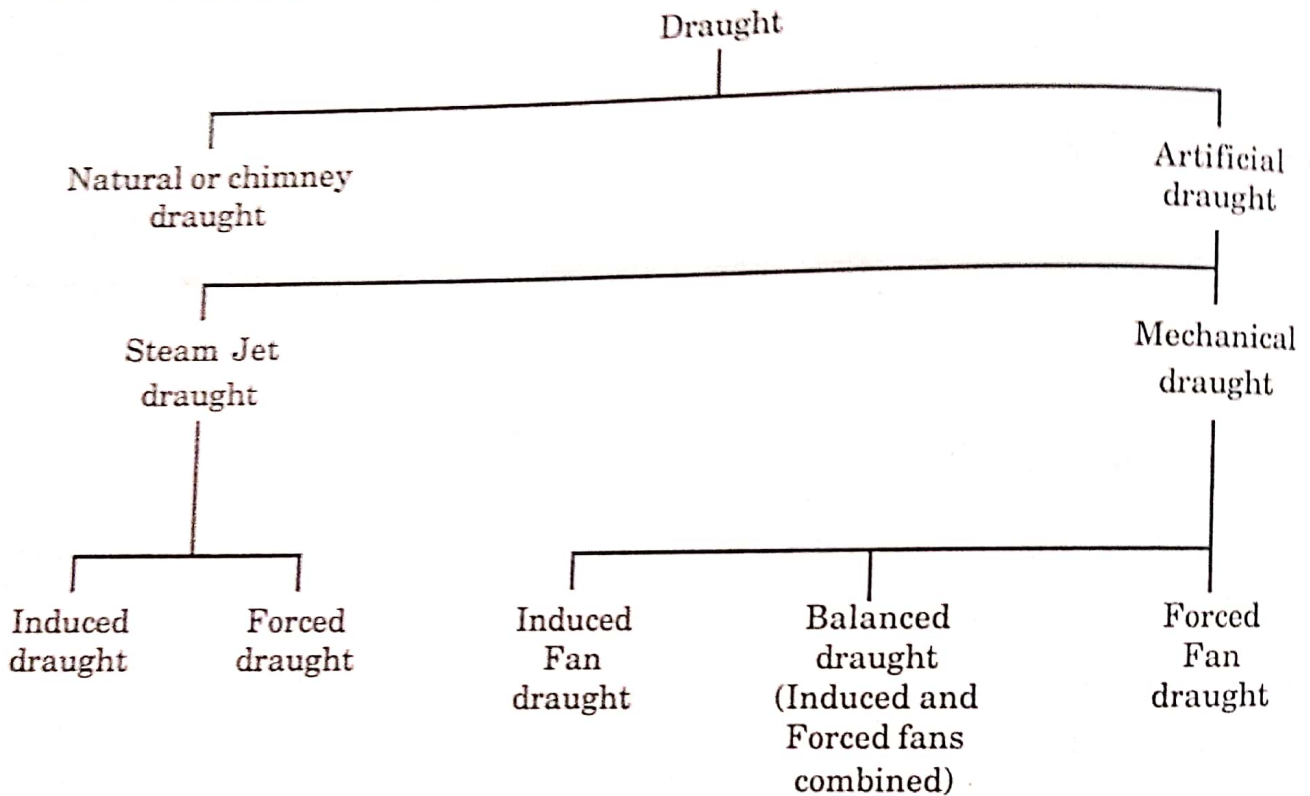 Draught
Natural or chimney
draught
Artificial
draught
Steam Jet
draught
Mechanical
draught
Induced
draught
Forced
draught
Induced
Fan
draught
Balanced
draught
(Induced and
Forced fans
combined)
Forced
Fan
draught